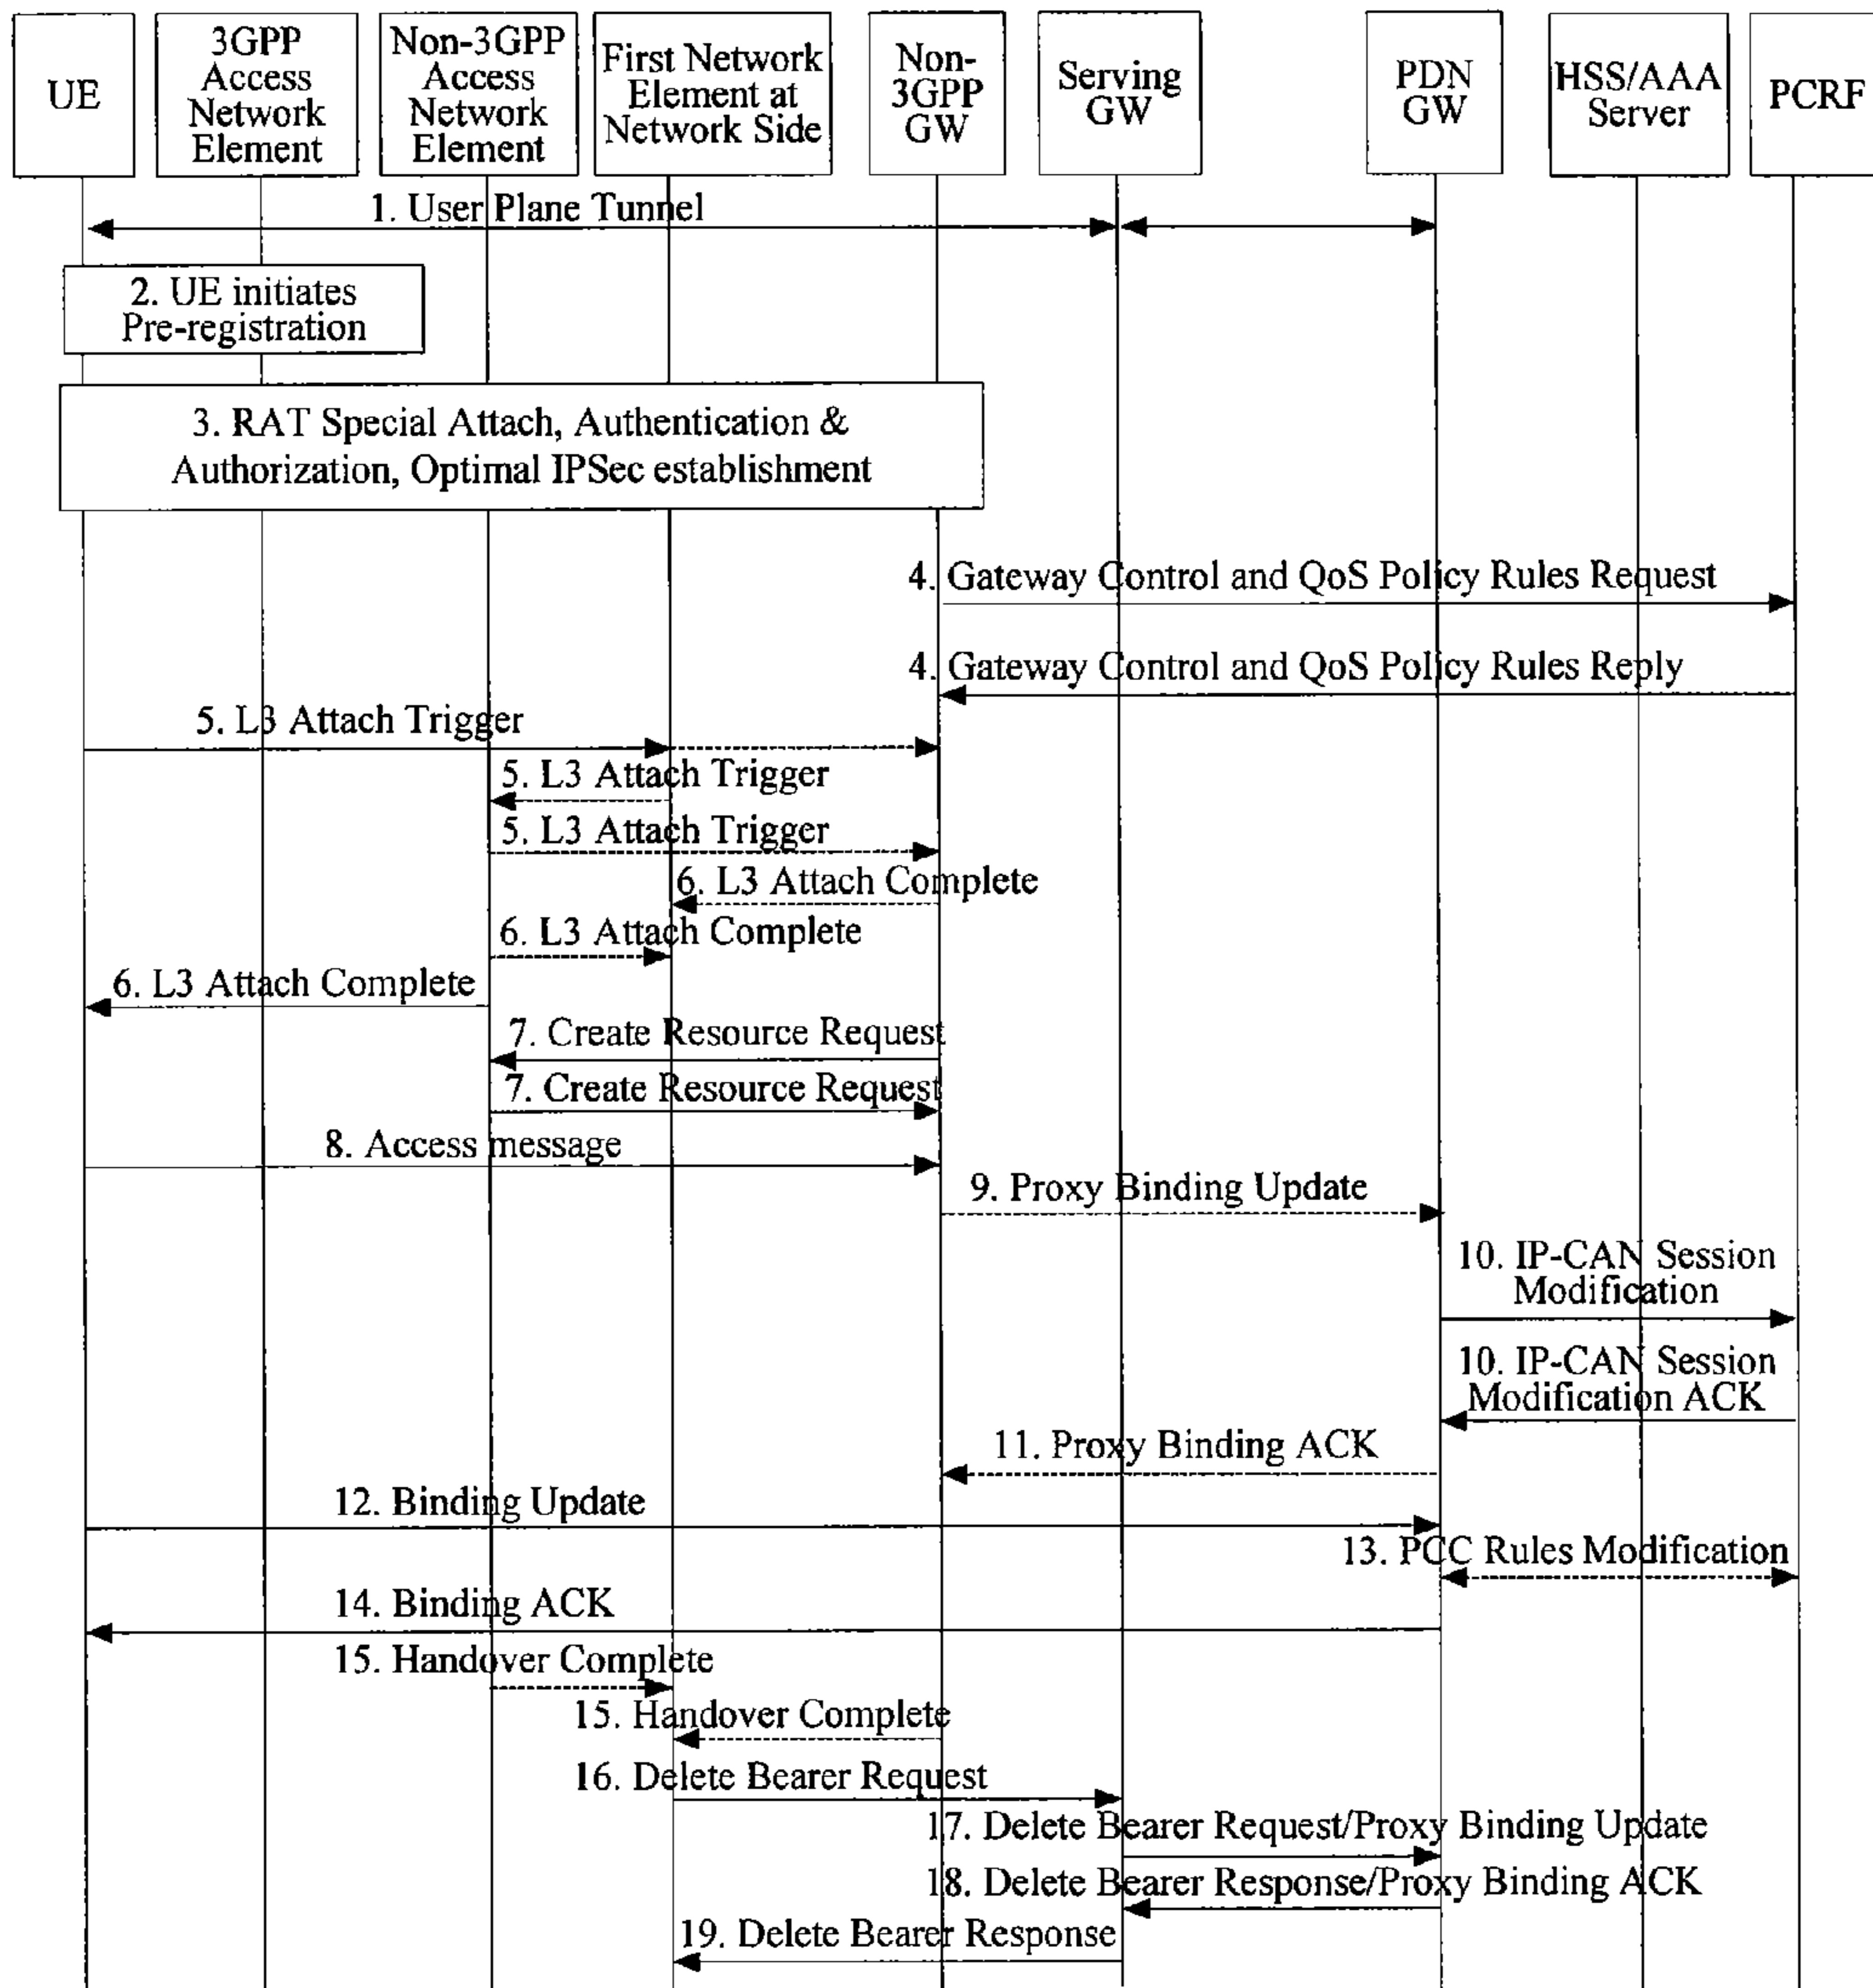 UE
3GPP
Access
Network
Element
Non-3GPP
Access
Network
Element
First Network
Element at
Network Side
Non-
3GPP
GW
Serving
GW
PDN
GW
HSS/AAA
Server
PCRF
1. User Plane Tunnel
2. UE initiates
Pre-registration
3. RAT Special Attach, Authentication &
Authorization, Optimal IPSec establishment
4. Gateway Control and QoS Policy Rules Request
4. Gateway Control and QoS Policy Rules Reply
5. L3 Attach Trigger
5. L3 Attach Trigger
5. L3 Attach Trigger
6. L3 Attach Complete
6. L3 Attach Complete
6. L3 Attach Complete
7. Create Resource Request
7. Create Resource Request
8. Access message
9. Proxy Binding Update
10. IP-CAN Session
Modification
10. IP-CAN Session
Modification ACK
11. Proxy Binding ACK
12. Binding Update
13. PCC Rules Modification
14. Binding ACK
15. Handover Complete
15. Handover Complete
16. Delete Bearer Request
17. Delete Bearer Request/Proxy Binding Update
18. Delete Bearer Response/Proxy Binding ACK
19. Delete Bearer Response